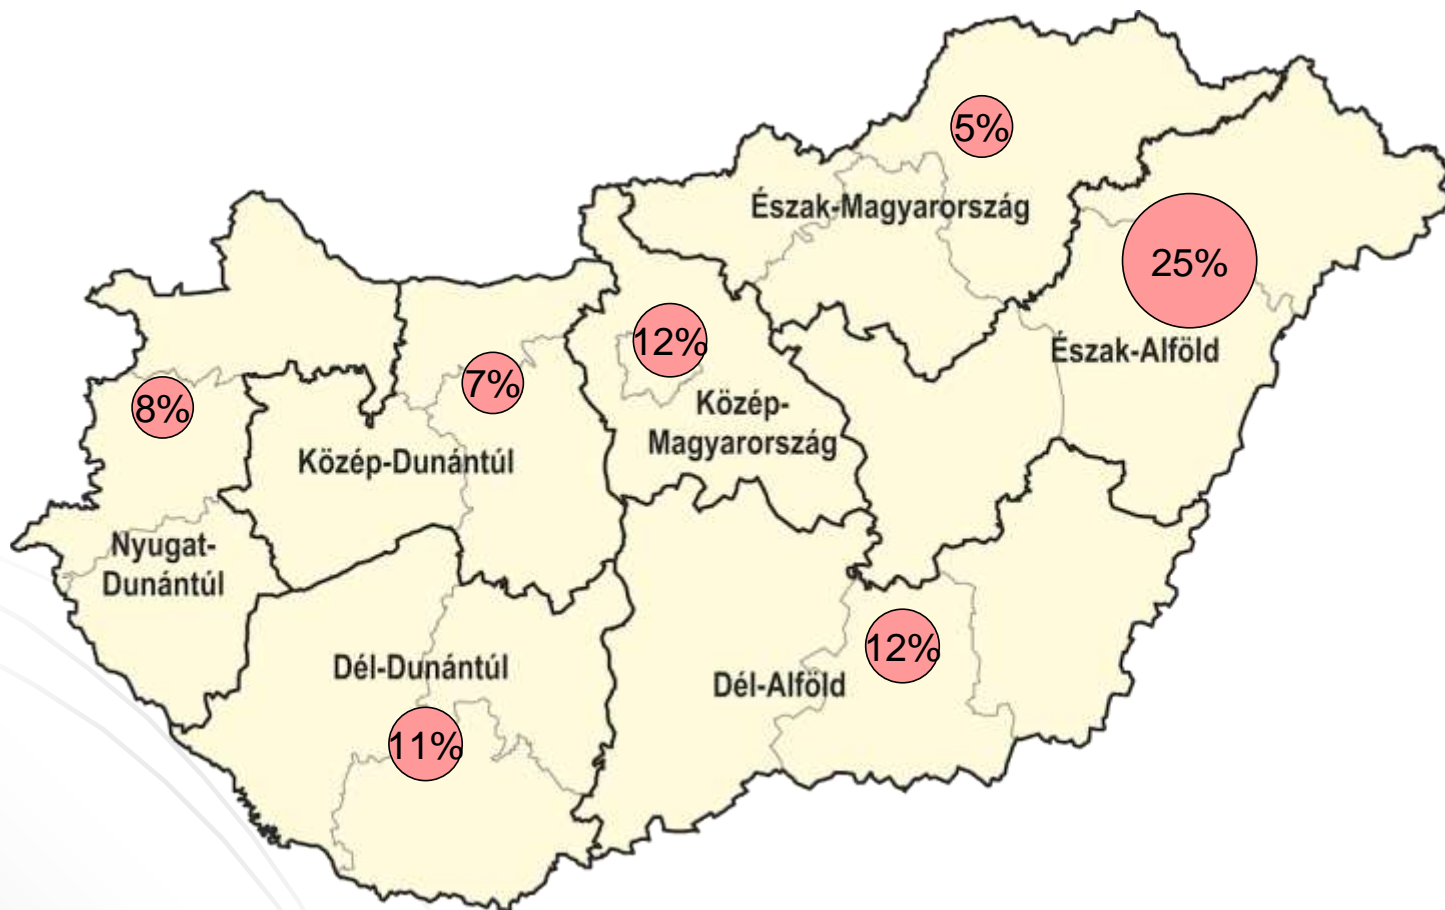 5%
Észak-Magyarország
25%
12%
Észak-Alföld
7%
8%
Közép-
Magyarország
Közép-Dunántúl
Nyugat-
Dunántúl
12%
Dél-Dunántúl
Dél-Alföld
11%